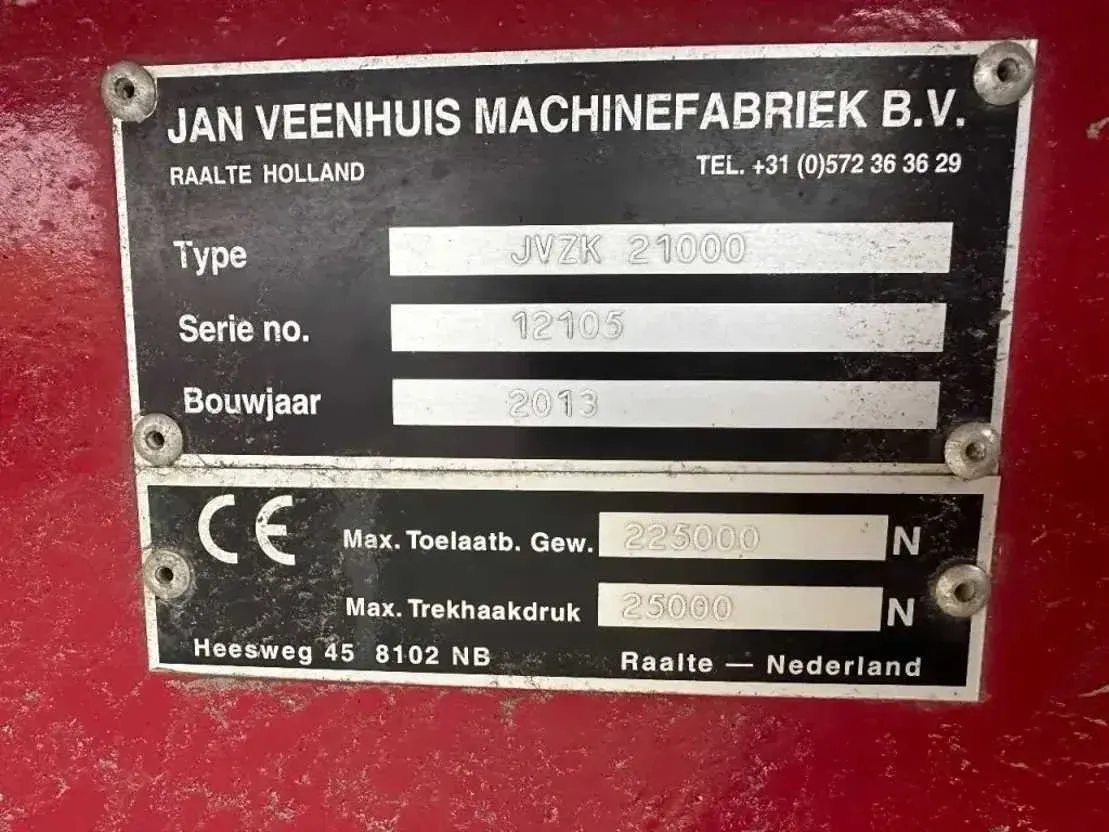 JAN VEENHUIS MACHINEFABRIEK B.V.
RAALTE HOLLAND TEL. +31 (0)572 36 36 29
Type JVZK 21000
Serie no. 12105
Bouwjaar 2013
CE Max. Toelaatb. Gew. 225000 N
Max. Trekhaakdruk 25000 N
Heesweg 45 8102 NB Raalte — Nederland